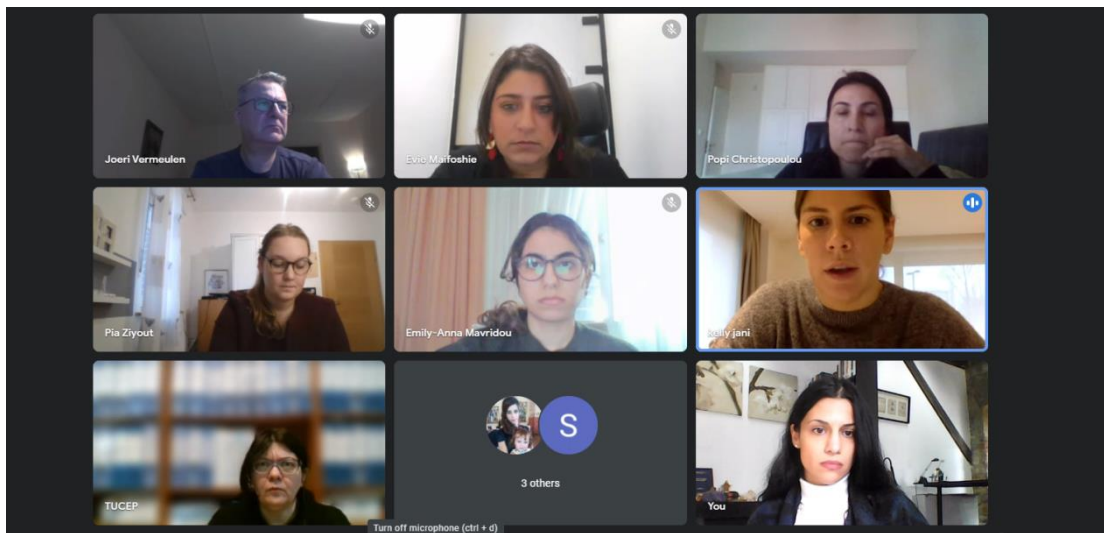 Joeri Vermeulen
Evie Maifoshie
Popi Christopoulou
Pia Ziyout
Emily-Anna Mavridou
kelly jani
TUCEP
S
3 others
You
Turn off microphone (ctrl + d)